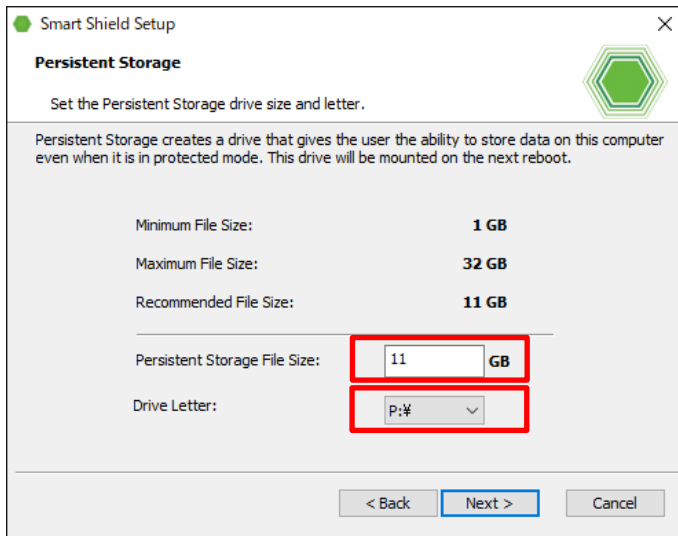 Smart Shield Setup
Persistent Storage
Set the Persistent Storage drive size and letter.
Persistent Storage creates a drive that gives the user the ability to store data on this computer
even when it is in protected mode. This drive will be mounted on the next reboot.
Minimum File Size: 1 GB
Maximum File Size: 32 GB
Recommended File Size: 11 GB
Persistent Storage File Size: 11 GB
Drive Letter: P:¥
< Back Next > Cancel